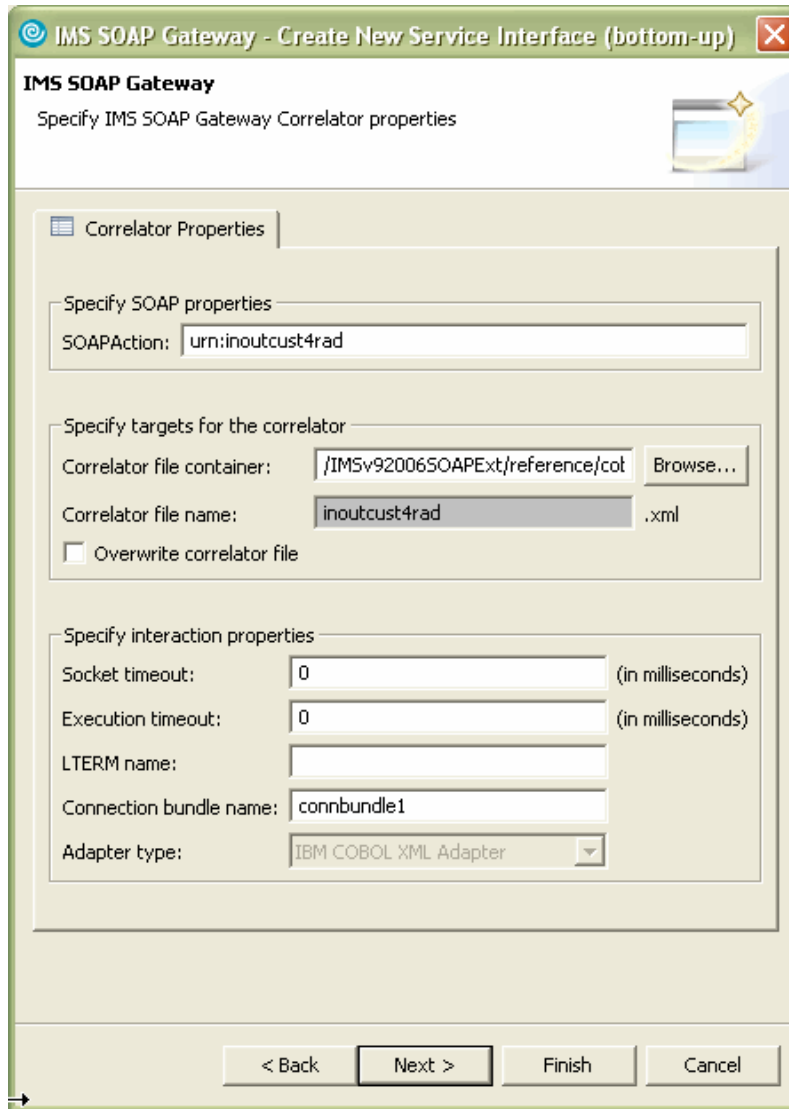 IMS SOAP Gateway - Create New Service Interface (bottom-up)
IMS SOAP Gateway
Specify IMS SOAP Gateway Correlator properties
Correlator Properties
Specify SOAP properties
SOAPAction: urn:inoutcust4rad
Specify targets for the correlator
Correlator file container: /IMSv92006SOAPExt/reference/cob Browse...
Correlator file name: inoutcust4rad .xml
Overwrite correlator file
Specify interaction properties
Socket timeout: 0 (in milliseconds)
Execution timeout: 0 (in milliseconds)
LTERM name:
Connection bundle name: connbundle1
Adapter type: IBM COBOL XML Adapter
< Back Next > Finish Cancel